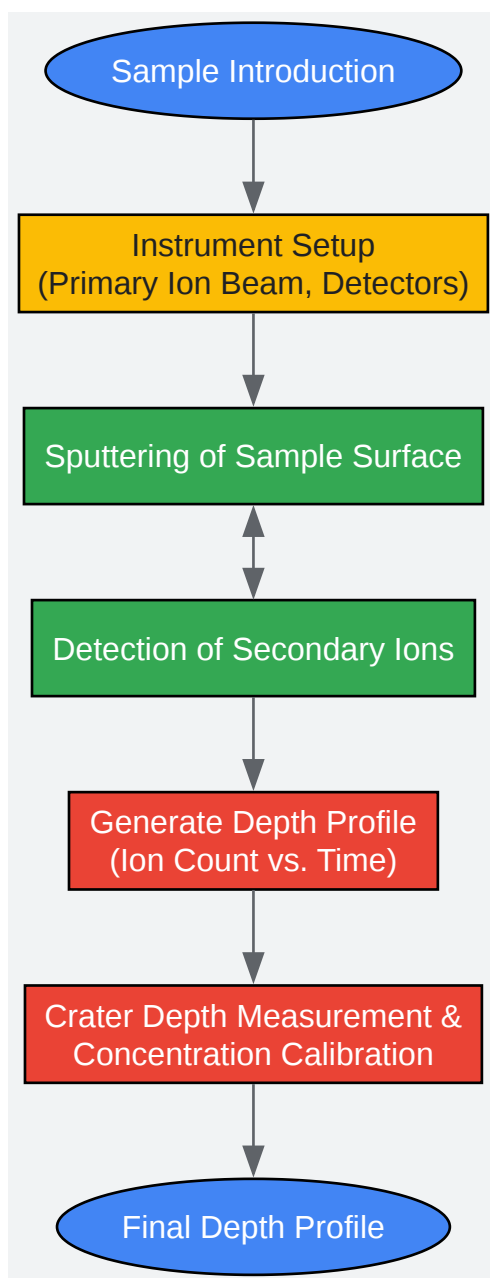 Sample Introduction
Instrument Setup
(Primary Ion Beam, Detectors)
Sputtering of Sample Surface
Detection of Secondary Ions
Generate Depth Profile
(Ion Count vs. Time)
Crater Depth Measurement &
Concentration Calibration
Final Depth Profile